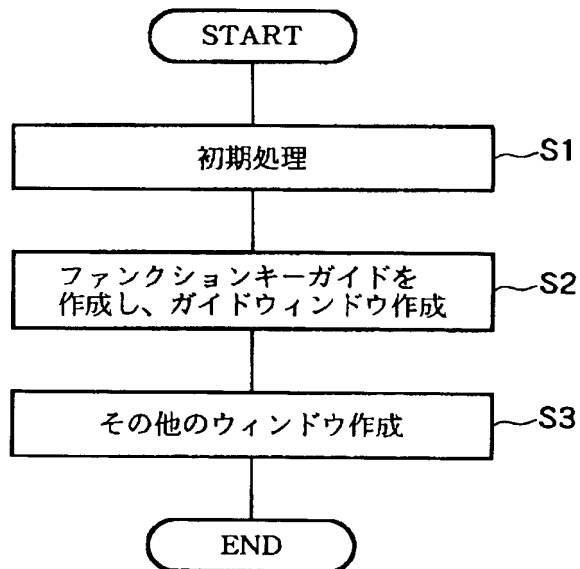 START
初期処理
S1
ファンクションキーガイドを
作成し、ガイドウィンドウ作成
S2
その他のウィンドウ作成
S3
END